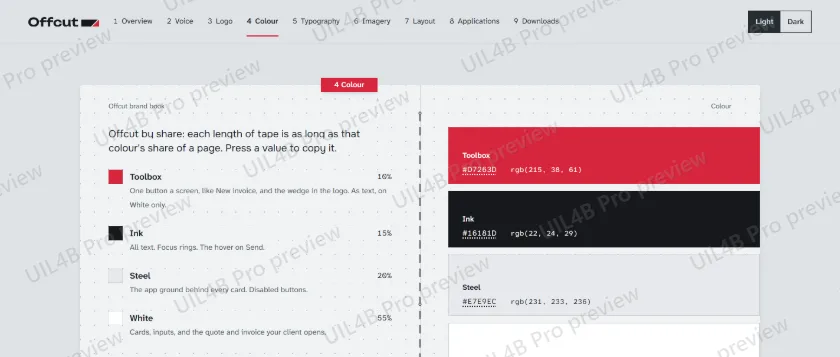 Offcut
1 Overview
2 Voice
3 Logo
4 Colour
5 Typography
6 Imagery
7 Layout
8 Applications
9 Downloads
Light
Dark
4 Colour
Offcut brand book
Colour
Offcut by share: each length of tape is as long as that
colour's share of a page. Press a value to copy it.
Toolbox
10%
One button a screen, like New invoice, and the wedge in the logo. As text, on
White only.
Ink
15%
All text. Focus rings. The hover on Send.
Steel
20%
The app ground behind every card. Disabled buttons.
White
55%
Cards, inputs, and the quote and invoice your client opens.
Toolbox
#D7263D rgb(215, 38, 61)
Ink
#16181D rgb(22, 24, 29)
Steel
#E7E9EC rgb(231, 233, 236)
UIL4B Pro preview